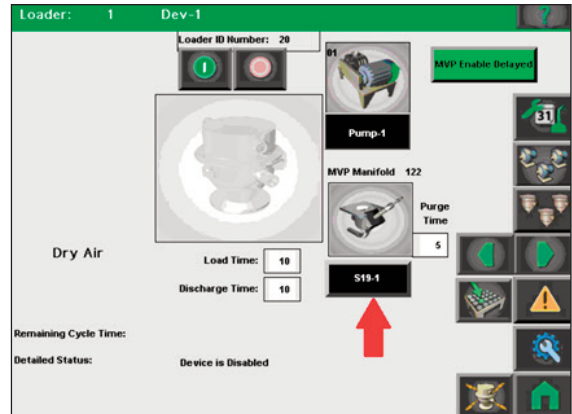 Loader: 1 Dev-1
?
Loader ID Number: 20
01
MVP Enable Delayed
Pump-1
31
MVP Manifold 122
Purge
Time
5
Dry Air
Load Time: 10
S19-1
Discharge Time: 10
Remaining Cycle Time:
Detailed Status: Device is Disabled